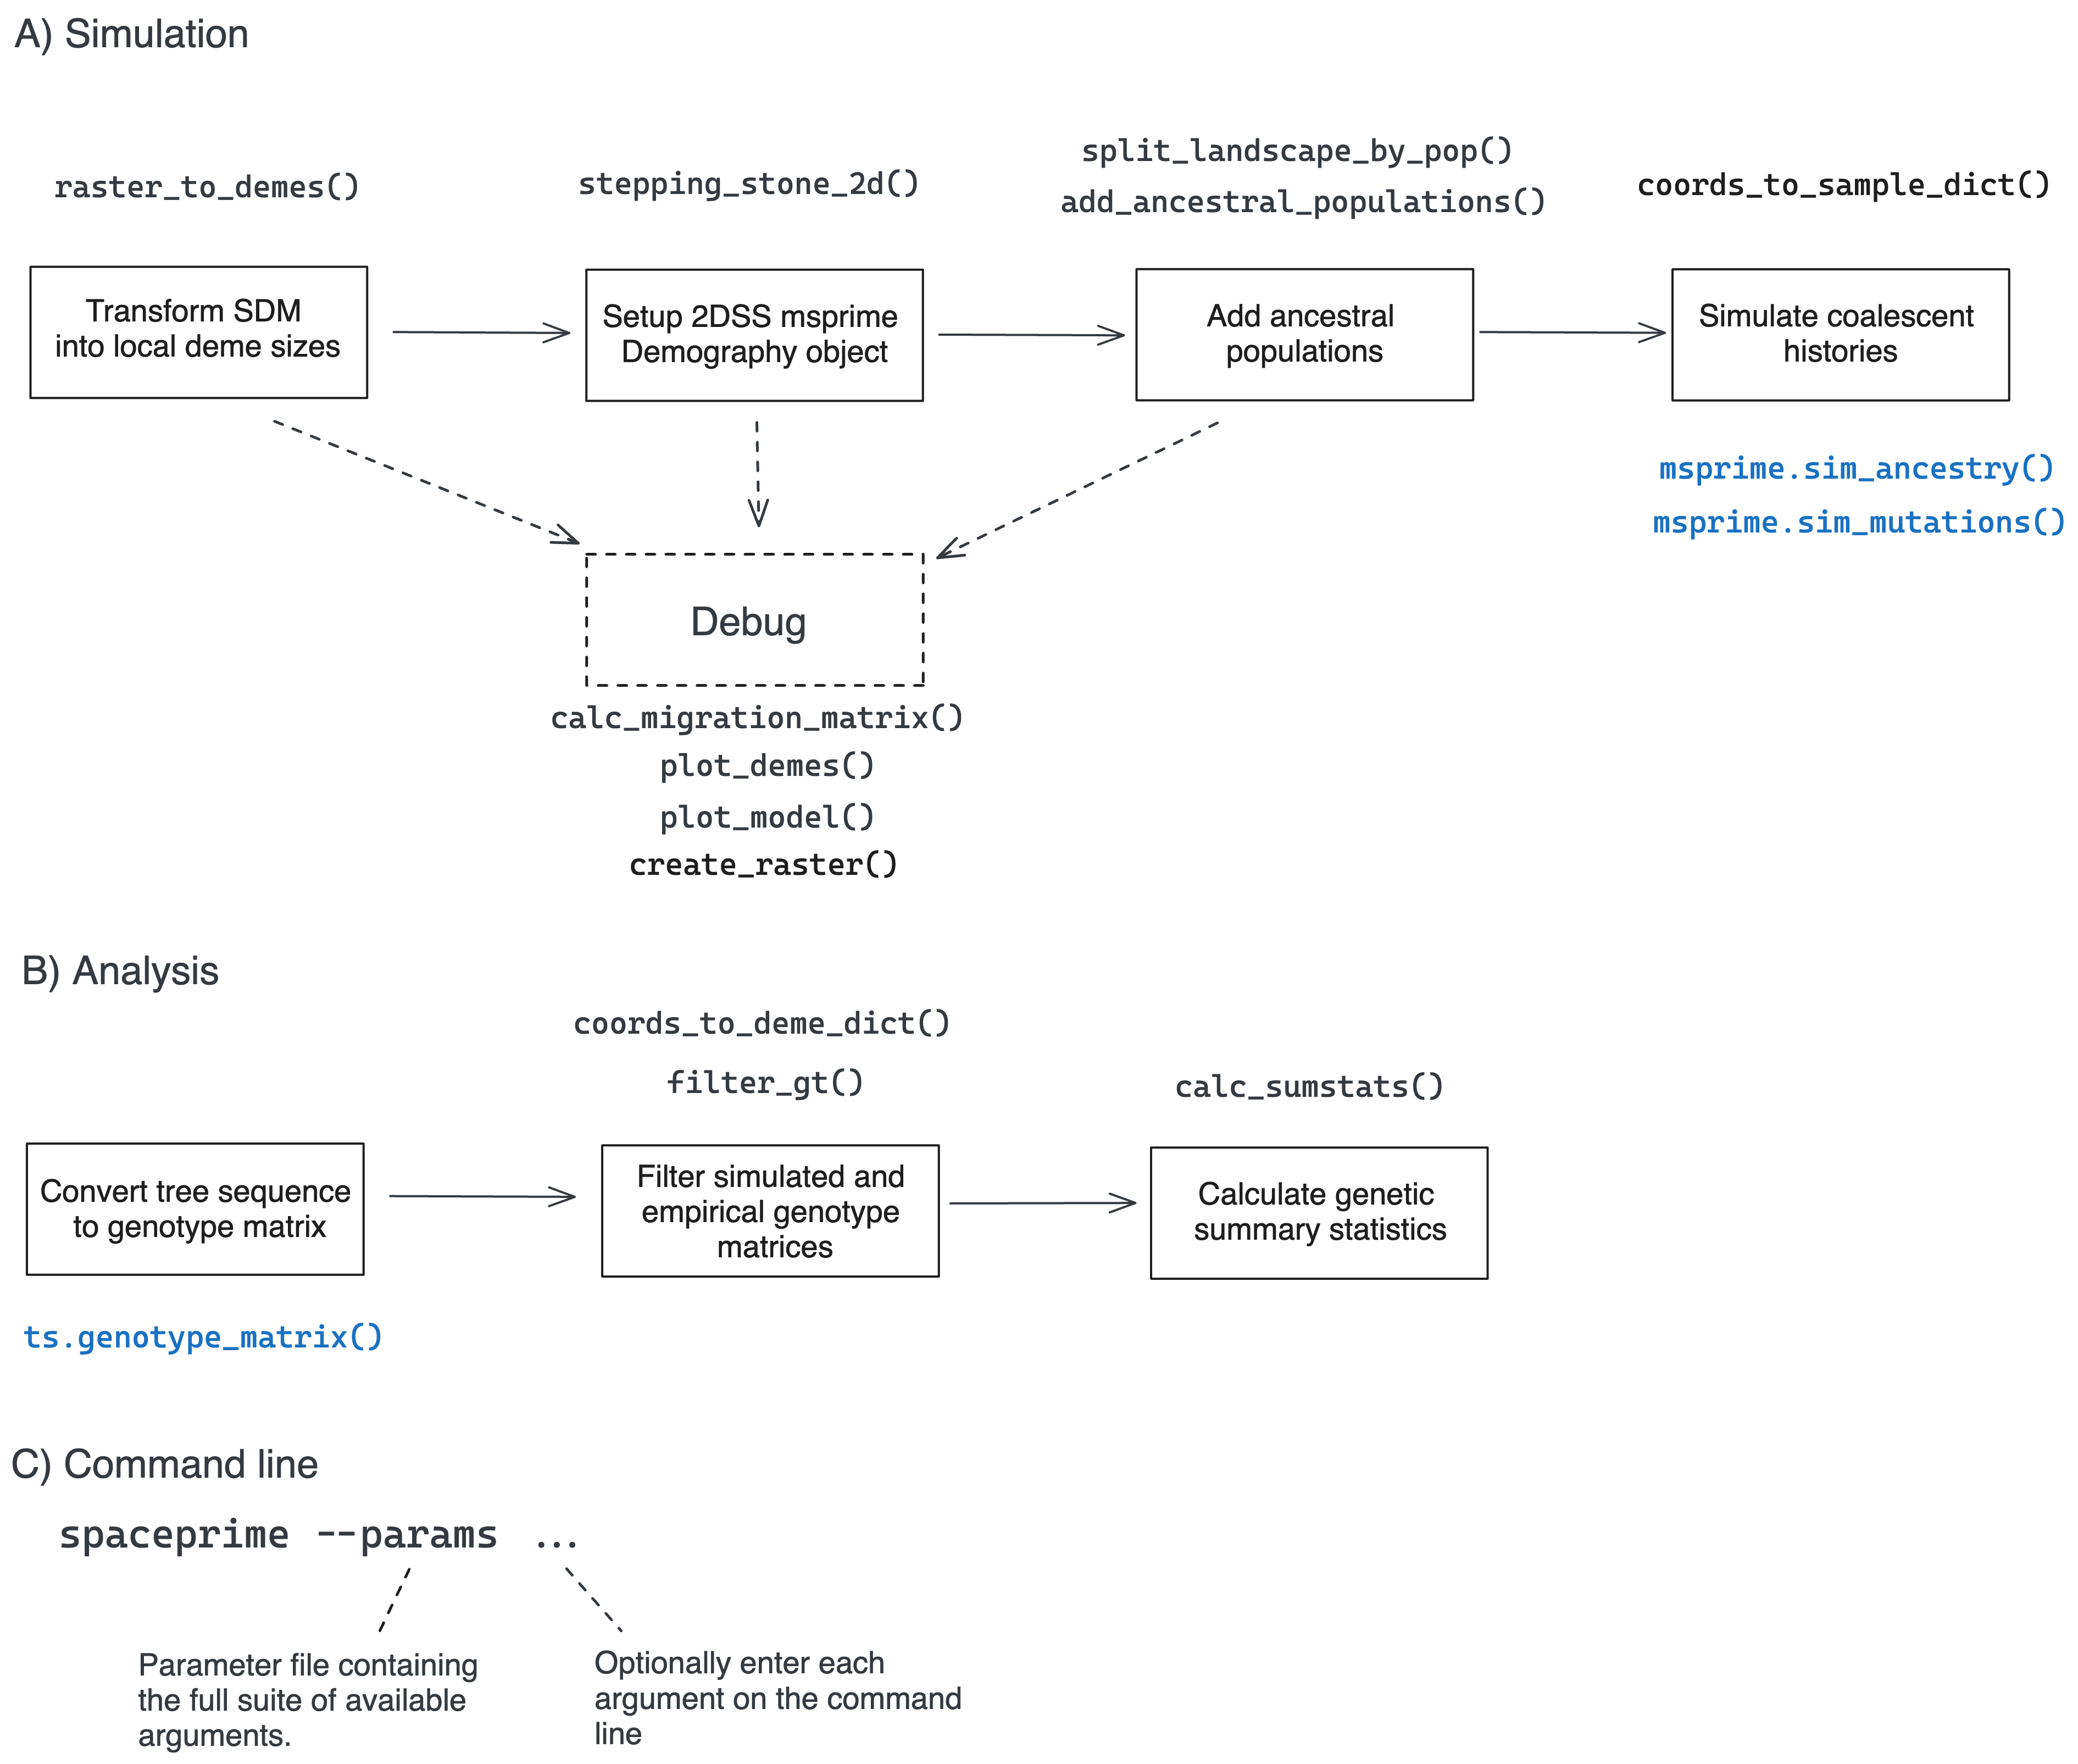 A) Simulation
raster_to_demes()
stepping_stone_2d()
split_landscape_by_pop()
add_ancestral_populations()
coords_to_sample_dict()
Transform SDM
into local deme sizes
Setup 2DSS msprime
Demography object
Add ancestral
populations
Simulate coalescent
histories
msprime.sim_ancestry()
msprime.sim_mutations()
Debug
calc_migration_matrix()
plot_demes()
plot_model()
create_raster()
B) Analysis
coords_to_deme_dict()
filter_gt()
calc_sumstats()
Convert tree sequence
to genotype matrix
Filter simulated and
empirical genotype
matrices
Calculate genetic
summary statistics
ts.genotype_matrix()
C) Command line
spaceprime --params ...
Parameter file containing
the full suite of available
arguments.
Optionally enter each
argument on the command
line